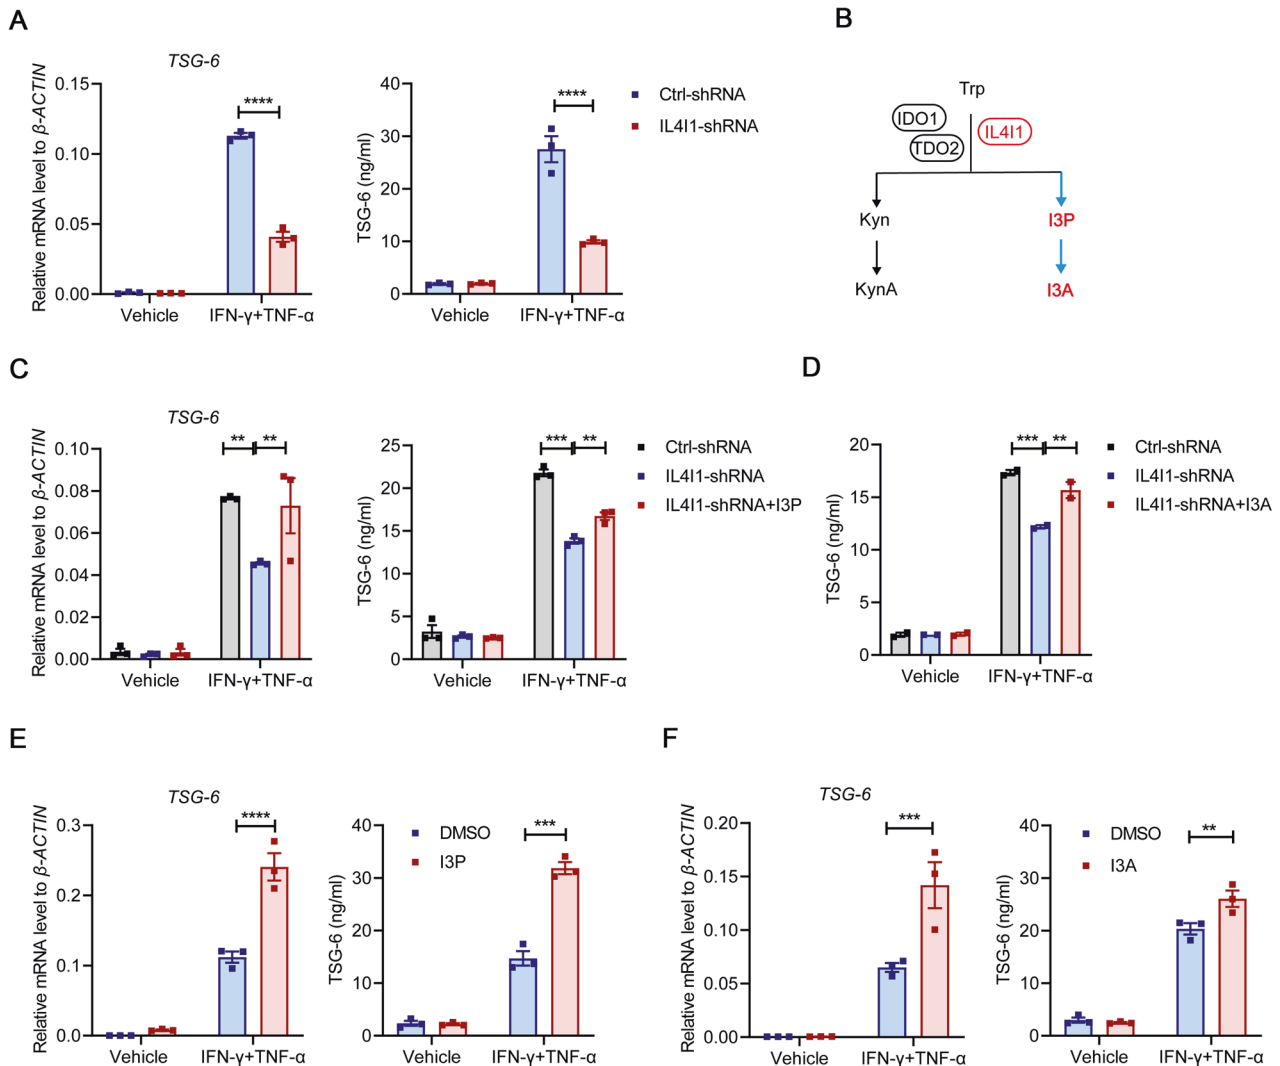 A
TSG-6
Relative mRNA level to β-ACTIN
0.15
0.10
0.05
0.00
****
Vehicle
IFN-γ+TNF-α
TSG-6 (ng/ml)
40
30
20
10
0
****
Vehicle
IFN-γ+TNF-α
Ctrl-shRNA
IL4I1-shRNA
B
Trp
IDO1
TDO2
IL4I1
Kyn
I3P
KynA
I3A
C
TSG-6
Relative mRNA level to β-ACTIN
0.10
0.08
0.06
0.04
0.02
0.00
** **
Vehicle
IFN-γ+TNF-α
TSG-6 (ng/ml)
25
20
15
10
5
0
*** **
Vehicle
IFN-γ+TNF-α
Ctrl-shRNA
IL4I1-shRNA
IL4I1-shRNA+I3P
D
TSG-6 (ng/ml)
20
15
10
5
0
*** **
Vehicle
IFN-γ+TNF-α
Ctrl-shRNA
IL4I1-shRNA
IL4I1-shRNA+I3A
E
TSG-6
Relative mRNA level to β-ACTIN
0.3
0.2
0.1
0.0
****
Vehicle
IFN-γ+TNF-α
TSG-6 (ng/ml)
40
30
20
10
0
DMSO
I3P
***
Vehicle
IFN-γ+TNF-α
F
TSG-6
Relative mRNA level to β-ACTIN
0.20
0.15
0.10
0.05
0.00
***
Vehicle
IFN-γ+TNF-α
TSG-6 (ng/ml)
40
30
20
10
0
DMSO
I3A
**
Vehicle
IFN-γ+TNF-α